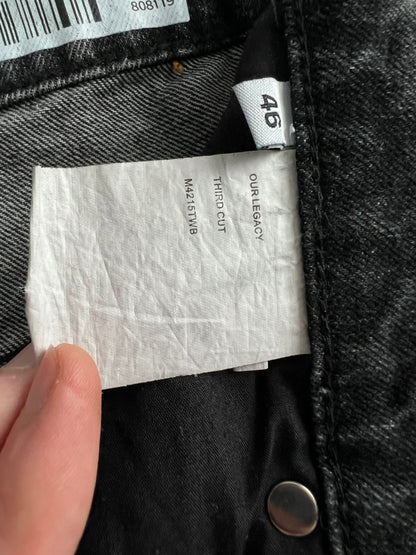 808119
46
OUR LEGACY
THIRD CUT
M4215TWB